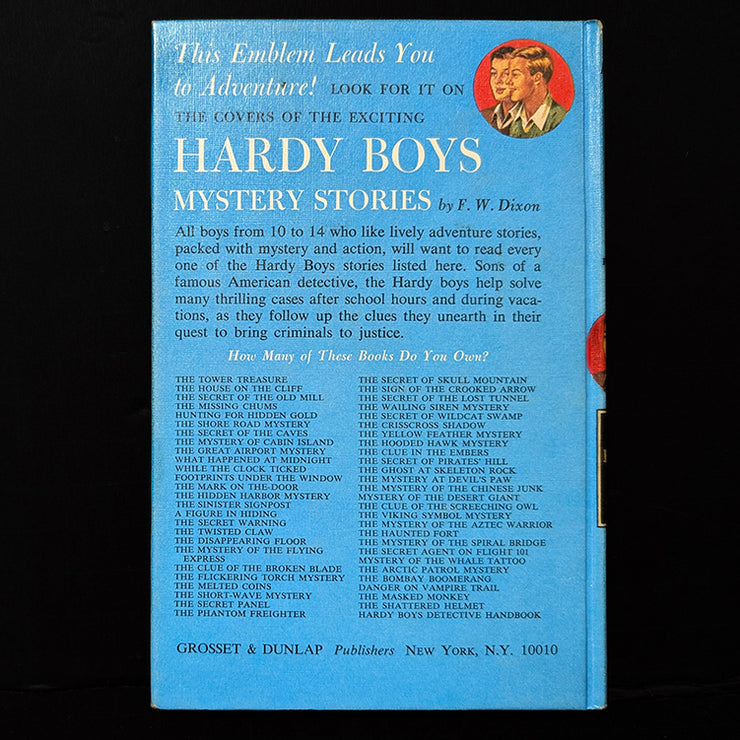 This Emblem Leads You
to Adventure! LOOK FOR IT ON
THE COVERS OF THE EXCITING
HARDY BOYS
MYSTERY STORIES by F. W. Dixon
All boys from 10 to 14 who like lively adventure stories,
packed with mystery and action, will want to read every
one of the Hardy Boys stories listed here. Sons of a
famous American detective, the Hardy boys help solve
many thrilling cases after school hours and during vaca-
tions, as they follow up the clues they unearth in their
quest to bring criminals to justice.
How Many of These Books Do You Own?
THE TOWER TREASURE
THE HOUSE ON THE CLIFF
THE SECRET OF THE OLD MILL
THE MISSING CHUMS
HUNTING FOR HIDDEN GOLD
THE SHORE ROAD MYSTERY
THE SECRET OF THE CAVES
THE MYSTERY OF CABIN ISLAND
THE GREAT AIRPORT MYSTERY
WHAT HAPPENED AT MIDNIGHT
WHILE THE CLOCK TICKED
FOOTPRINTS UNDER THE WINDOW
THE MARK ON THE DOOR
THE HIDDEN HARBOR MYSTERY
THE SINISTER SIGNPOST
A FIGURE IN HIDING
THE SECRET WARNING
THE TWISTED CLAW
THE DISAPPEARING FLOOR
THE MYSTERY OF THE FLYING
EXPRESS
THE CLUE OF THE BROKEN BLADE
THE FLICKERING TORCH MYSTERY
THE MELTED COINS
THE SHORT-WAVE MYSTERY
THE SECRET PANEL
THE PHANTOM FREIGHTER
THE SECRET OF SKULL MOUNTAIN
THE SIGN OF THE CROOKED ARROW
THE SECRET OF THE LOST TUNNEL
THE WAILING SIREN MYSTERY
THE SECRET OF WILDCAT SWAMP
THE CRISSCROSS SHADOW
THE YELLOW FEATHER MYSTERY
THE HOODED HAWK MYSTERY
THE CLUE IN THE EMBERS
THE SECRET OF PIRATES' HILL
THE GHOST AT SKELETON ROCK
THE MYSTERY AT DEVIL'S PAW
THE MYSTERY OF THE CHINESE JUNK
MYSTERY OF THE DESERT GIANT
THE CLUE OF THE SCREECHING OWL
THE VIKING SYMBOL MYSTERY
THE MYSTERY OF THE AZTEC WARRIOR
THE HAUNTED FORT
THE MYSTERY OF THE SPIRAL BRIDGE
THE SECRET AGENT ON FLIGHT 101
MYSTERY OF THE WHALE TATTOO
THE ARCTIC PATROL MYSTERY
THE BOMBAY BOOMERANG
DANGER ON VAMPIRE TRAIL
THE MASKED MONKEY
THE SHATTERED HELMET
HARDY BOYS DETECTIVE HANDBOOK
GROSSET & DUNLAP Publishers NEW YORK, N.Y. 10010